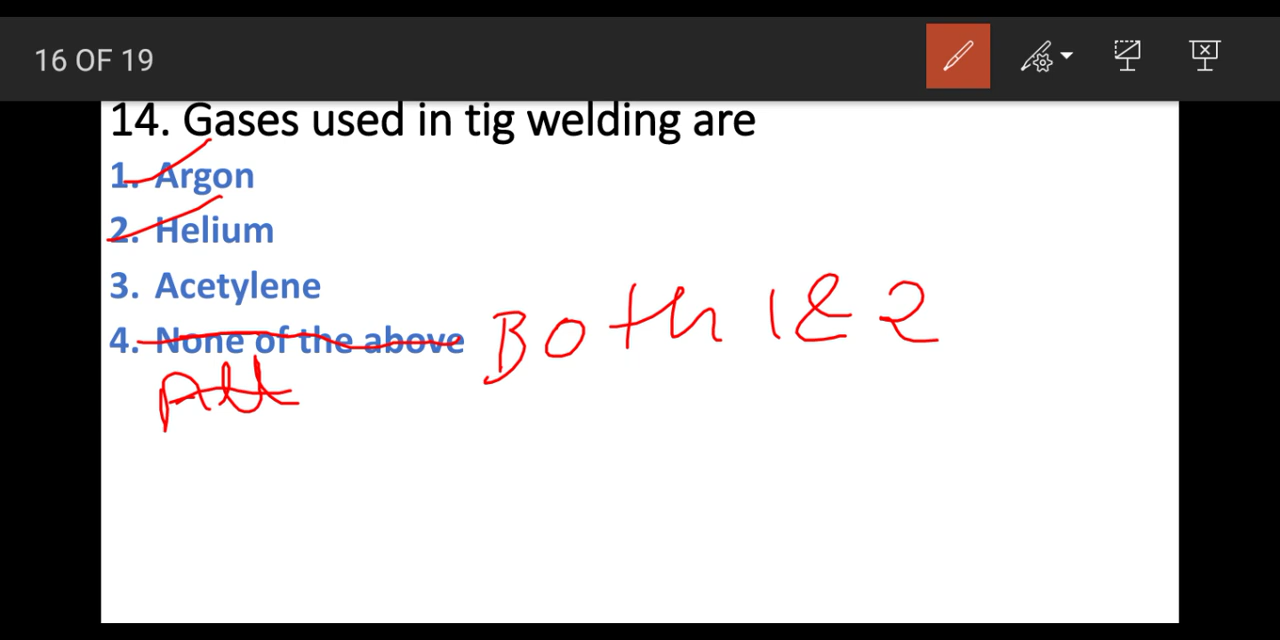 16 OF 19
14. Gases used in tig welding are
1. Argon
2. Helium
3. Acetylene
4. None of the above Both 1 & 2
All